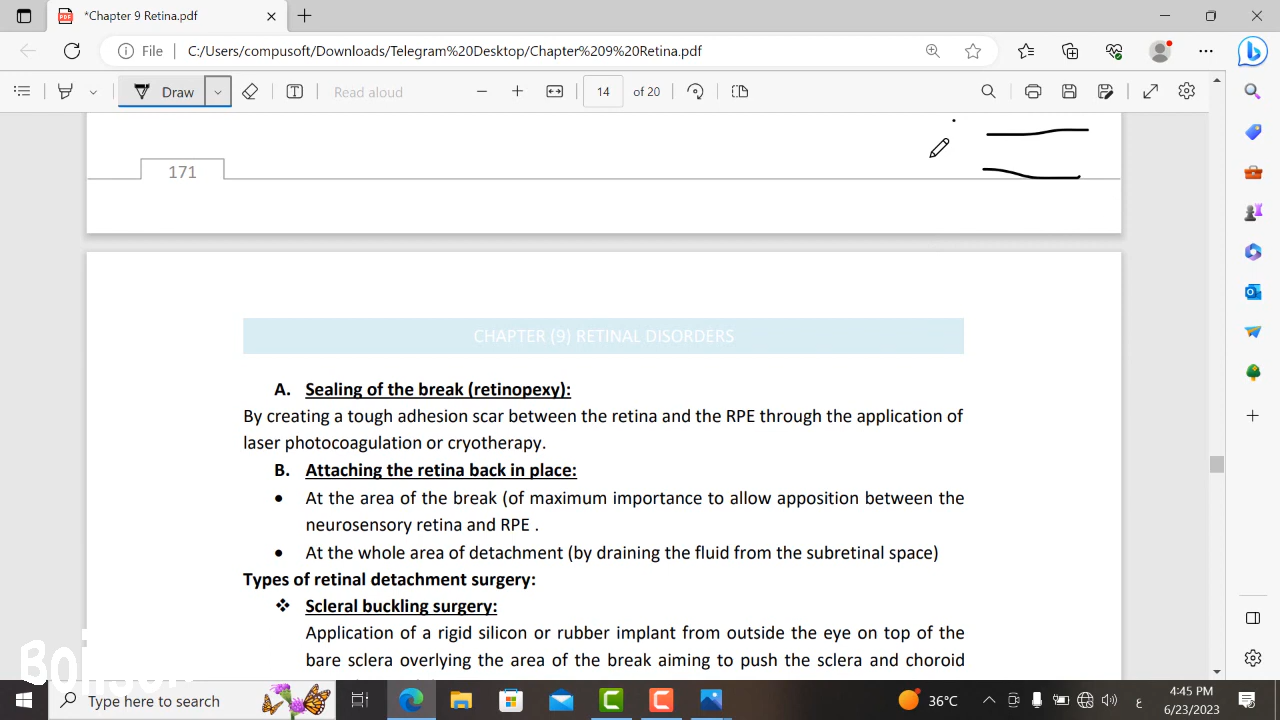 *Chapter 9 Retina.pdf
File C:/Users/compusoft/Downloads/Telegram%20Desktop/Chapter%209%20Retina.pdf
Draw Read aloud 14 of 20
171
CHAPTER (9) RETINAL DISORDERS
A. Sealing of the break (retinopexy):
By creating a tough adhesion scar between the retina and the RPE through the application of
laser photocoagulation or cryotherapy.
B. Attaching the retina back in place:
• At the area of the break (of maximum importance to allow apposition between the
neurosensory retina and RPE .
• At the whole area of detachment (by draining the fluid from the subretinal space)
Types of retinal detachment surgery:
❖ Scleral buckling surgery:
Application of a rigid silicon or rubber implant from outside the eye on top of the
bare sclera overlying the area of the break aiming to push the sclera and choroid
Type here to search
36°C
ع
4:45 PM
6/23/2023